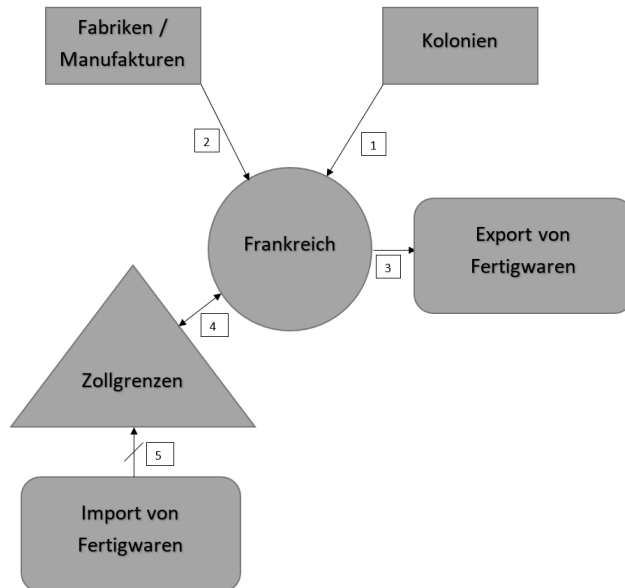 Fabriken /
Manufakturen
Kolonien
2
1
Frankreich
Export von
Fertigwaren
3
4
Zollgrenzen
5
Import von
Fertigwaren